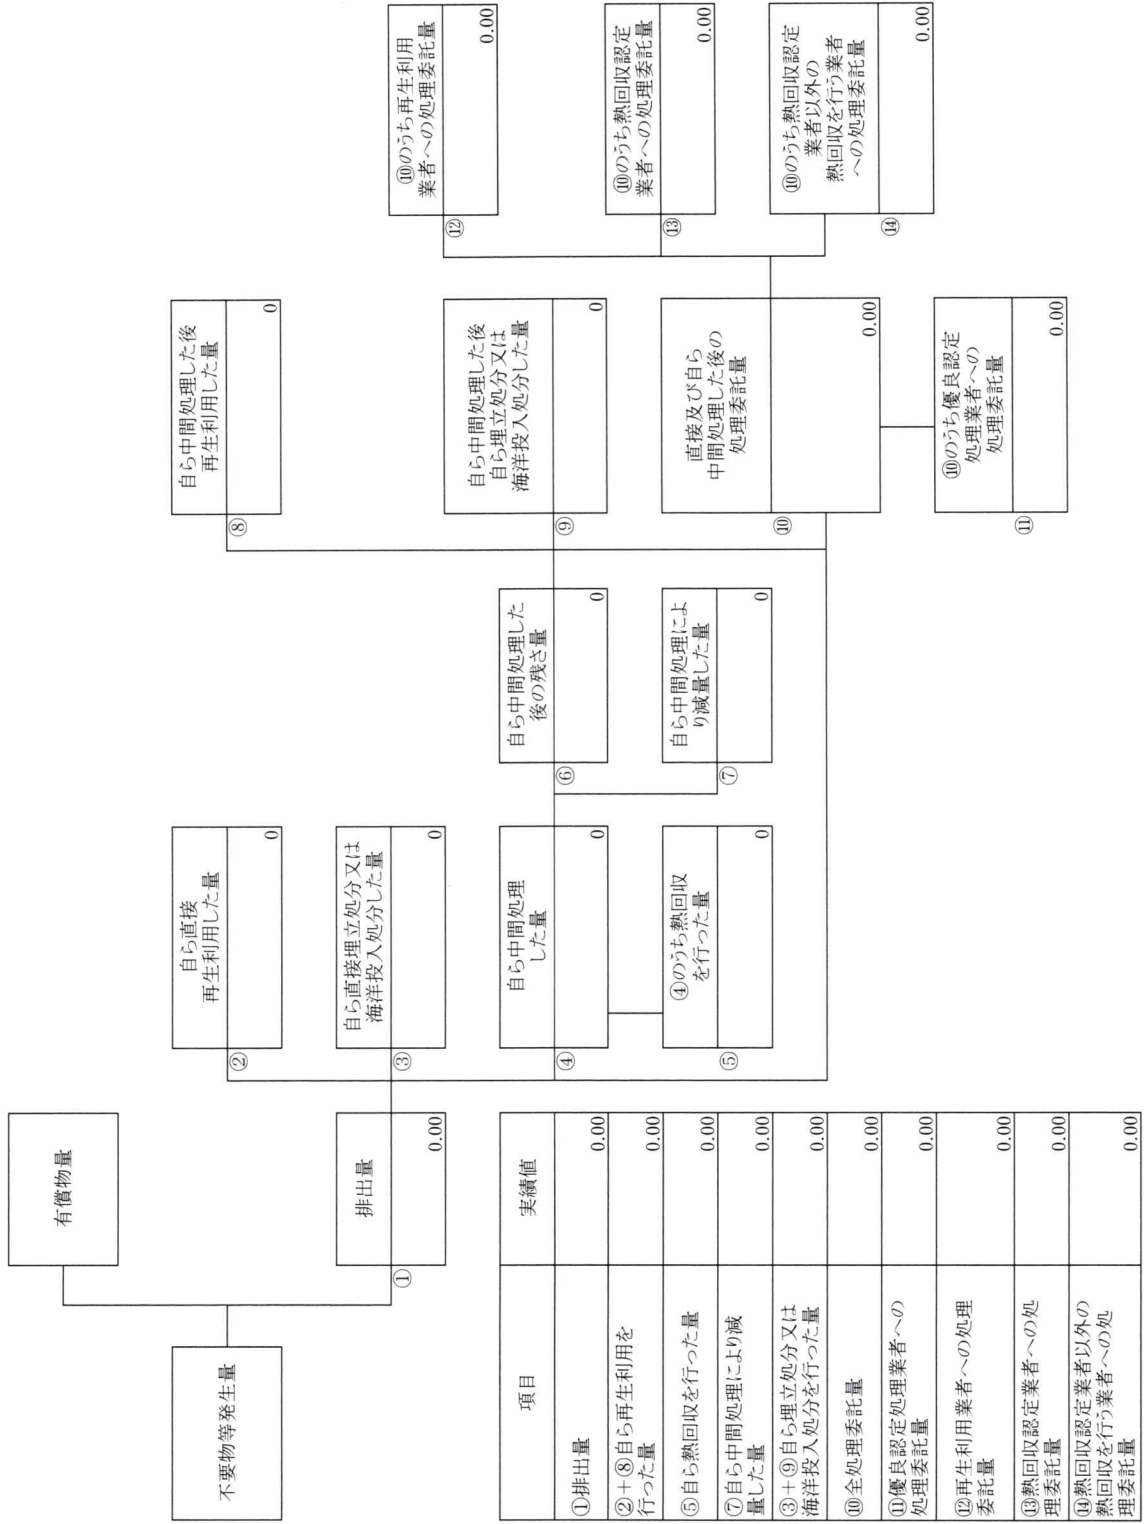 不要物等発生量
有償物量
排出量
①
0.00
自ら直接
再生利用した量
②
0
自ら直接埋立処分又は
海洋投入処分した量
③
0
自ら中間処理
した量
④
0
④のうち熱回収
を行った量
⑤
0
自ら中間処理した
後の残さ量
⑥
0
自ら中間処理によ
り減量した量
⑦
0
自ら中間処理した後
再生利用した量
⑧
0
自ら中間処理した後
自ら埋立処分又は
海洋投入処分した量
⑨
0
直接及び自ら
中間処理した後の
処理委託量
⑩
0.00
⑩のうち優良認定
処理業者への
処理委託量
⑪
0.00
⑩のうち再生利用
業者への処理委託量
⑫
0.00
⑩のうち熱回収認定
業者への処理委託量
⑬
0.00
⑩のうち熱回収認定
業者以外の
熱回収を行う業者
への処理委託量
⑭
0.00
項目
実績値
①排出量
0.00
②+⑧自ら再生利用を
行った量
0.00
⑤自ら熱回収を行った量
0.00
⑦自ら中間処理により減
量した量
0.00
③+⑨自ら埋立処分又は
海洋投入処分を行った量
0.00
⑩全処理委託量
0.00
⑪優良認定処理業者への
処理委託量
0.00
⑫再生利用業者への処理
委託量
0.00
⑬熱回収認定業者への処
理委託量
0.00
⑭熱回収認定業者以外の
熱回収を行う業者への処
理委託量
0.00